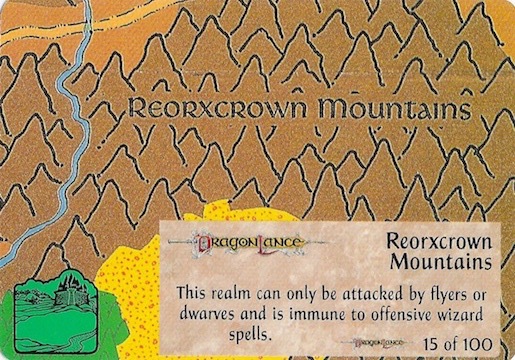 Reorxcrown Mountains
DragonLance
Reorxcrown
Mountains
This realm can only be attacked by flyers or
dwarves and is immune to offensive wizard
spells.
DragonLance 15 of 100